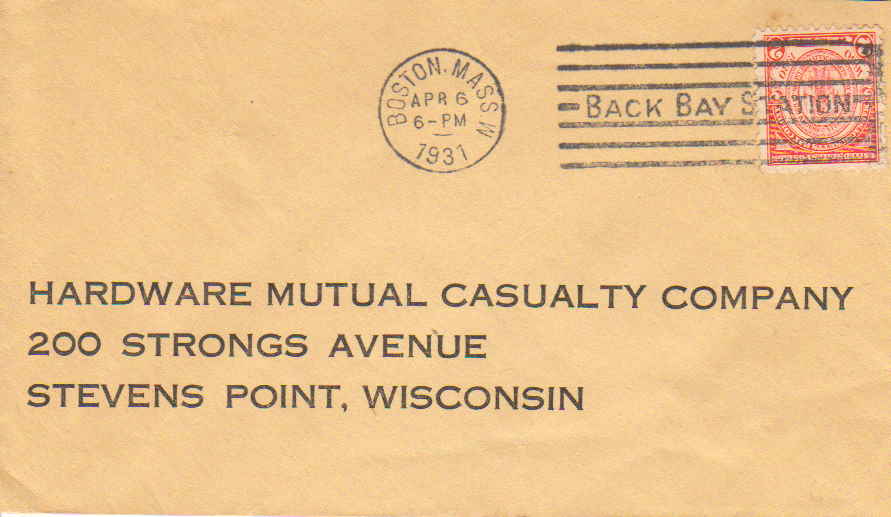 BOSTON. MASS
APR 6
6-PM
1931
BACK BAY STATION
HARDWARE MUTUAL CASUALTY COMPANY
200 STRONGS AVENUE
STEVENS POINT, WISCONSIN